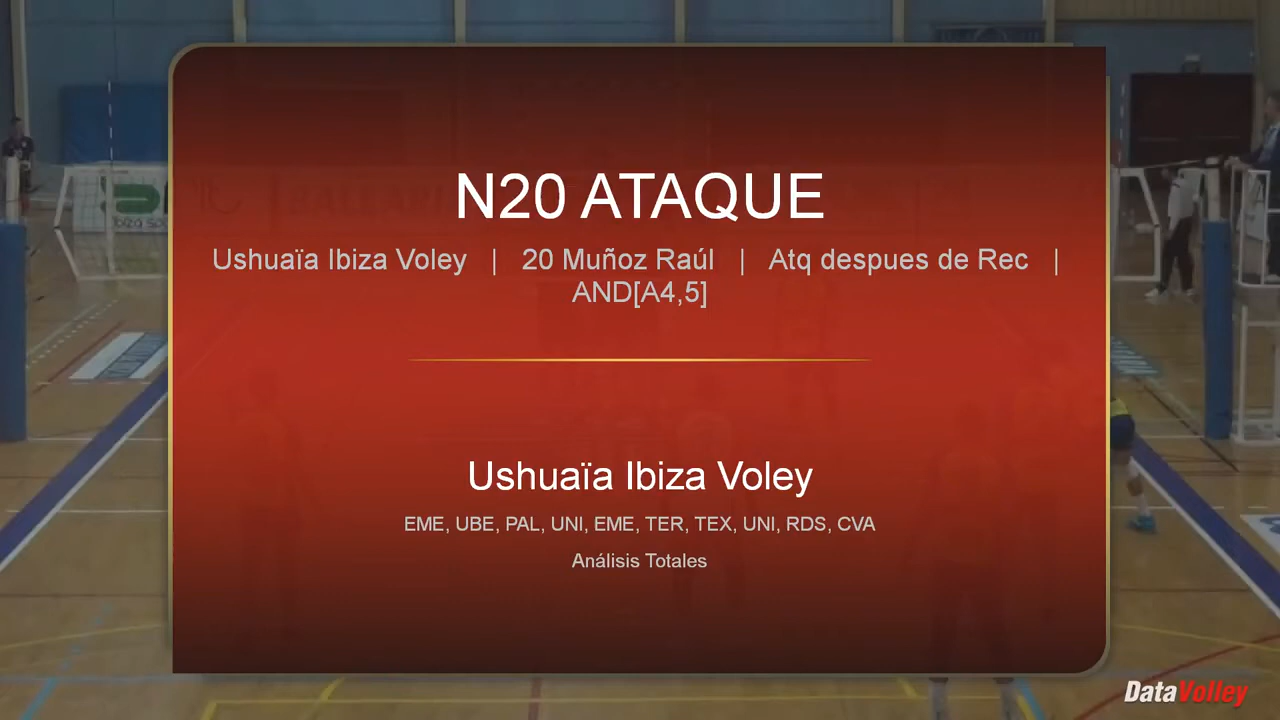 N20 ATAQUE
Ushuaïa Ibiza Voley | 20 Muñoz Raúl | Atq despues de Rec |
AND[A4,5]
Ushuaïa Ibiza Voley
EME, UBE, PAL, UNI, EME, TER, TEX, UNI, RDS, CVA
Análisis Totales
DataVolley